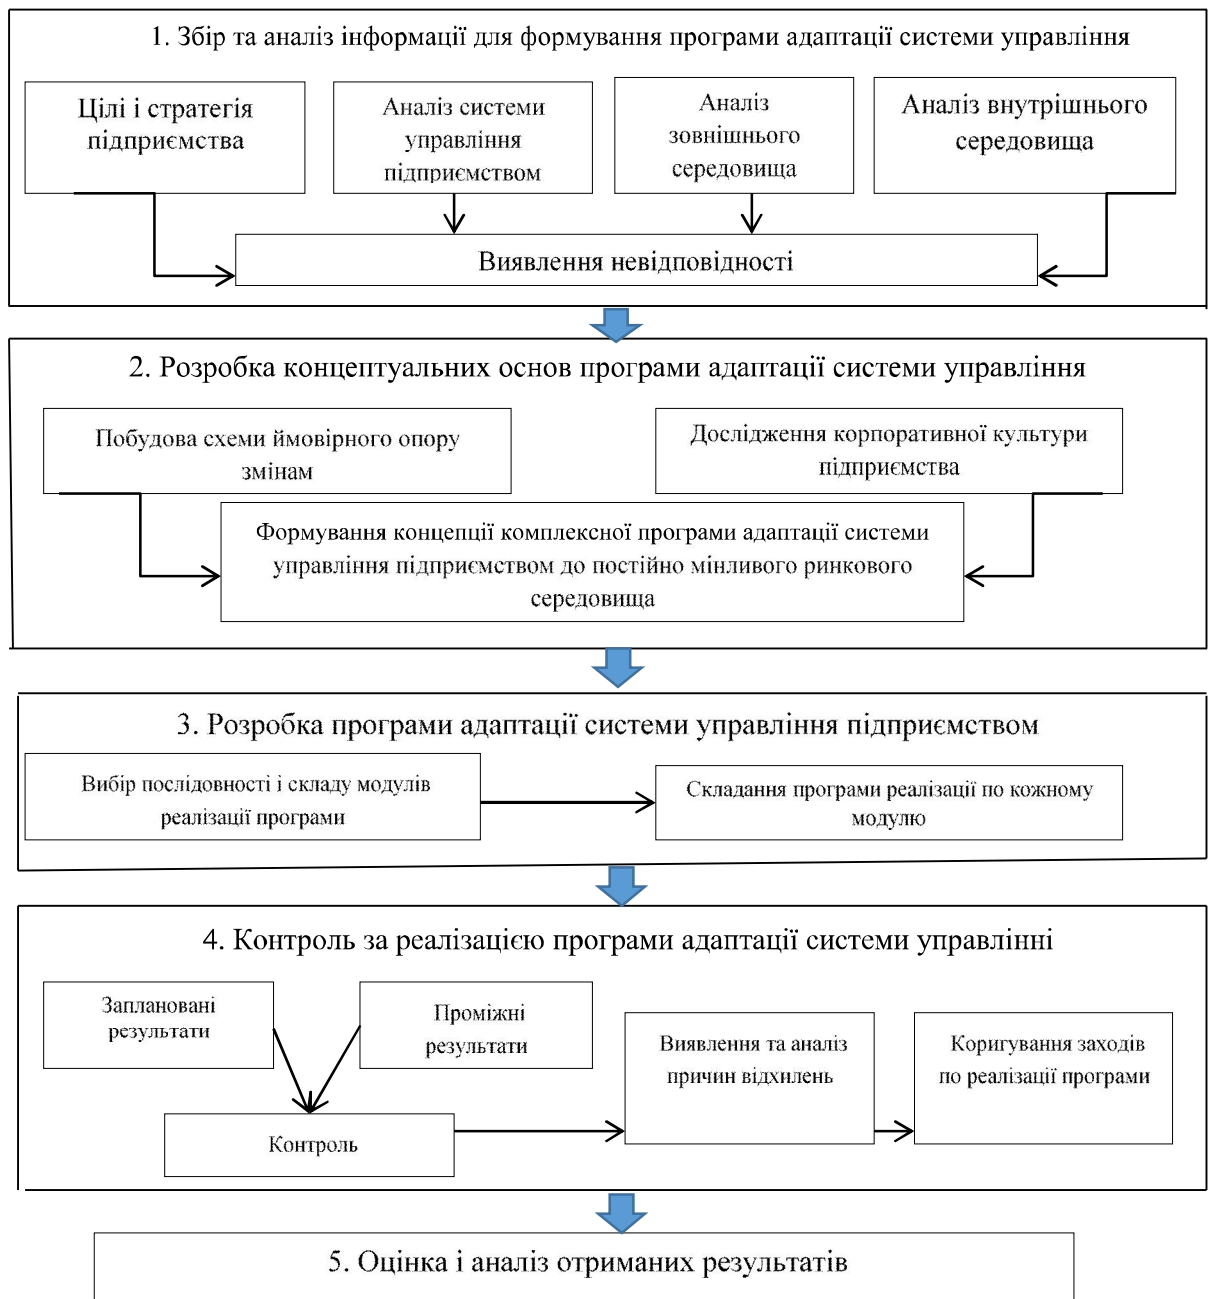 1. Збір та аналіз інформації для формування програми адаптації системи управління
Цілі і стратегія
підприємства
Аналіз системи
управління
підприємством
Аналіз
зовнішнього
середовища
Аналіз внутрішнього
середовища
Виявлення невідповідності
2. Розробка концептуальних основ програми адаптації системи управління
Побудова схеми ймовірного опору
змінам
Дослідження корпоративної культури
підприємства
Формування концепції комплексної програми адаптації системи
управління підприємством до постійно мінливого ринкового
середовища
3. Розробка програми адаптації системи управління підприємством
Вибір послідовності і складу модулів
реалізації програми
Складання програми реалізації по кожному
модулю
4. Контроль за реалізацією програми адаптації системи управлінні
Заплановані
результати
Проміжні
результати
Контроль
Виявлення та аналіз
причин відхилень
Коригування заходів
по реалізації програми
5. Оцінка і аналіз отриманих результатів